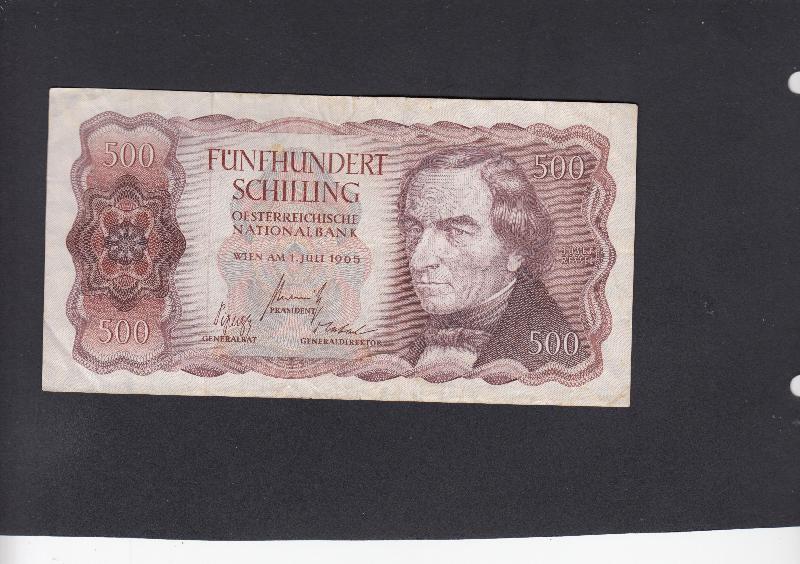 500
500
FÜNFHUNDERT
SCHILLING
OESTERREICHISCHE
NATIONALBANK
WIEN AM 1. JULI 1965
PRÄSIDENT
GENERALRAT
GENERALDIREKTOR
500
500